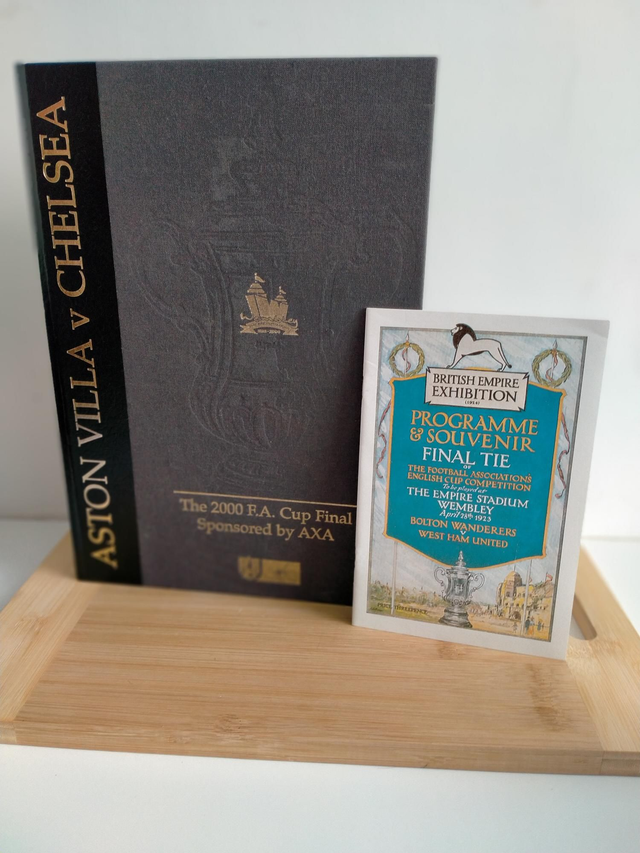 ASTON VILLA v CHELSEA
The 2000 F.A. Cup Final
Sponsored by AXA
BRITISH EMPIRE
EXHIBITION
PROGRAMME
& SOUVENIR
FINAL TIE
OF
THE FOOTBALL ASSOCIATIONS
ENGLISH CUP COMPETITION
To be played at
THE EMPIRE STADIUM
WEMBLEY
April 28th 1923
BOLTON WANDERERS
V
WEST HAM UNITED